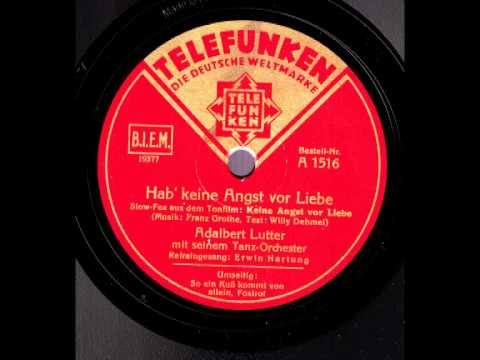 TELEFUNKEN
DIE DEUTSCHE WELTMARKE
TELE
FUN
KEN
B.I.E.M.
19377
Bestell-Nr.
A 1516
Hab' keine Angst vor Liebe
Slow-Fox aus dem Tonfilm: Keine Angst vor Liebe
(Musik: Franz Grothe, Text: Willy Dehmel)
Adalbert Lutter
mit seinem Tanz-Orchester
Refraingesang: Erwin Hartung
Umseitig:
So ein Kuß kommt von
allein, Foxtrot